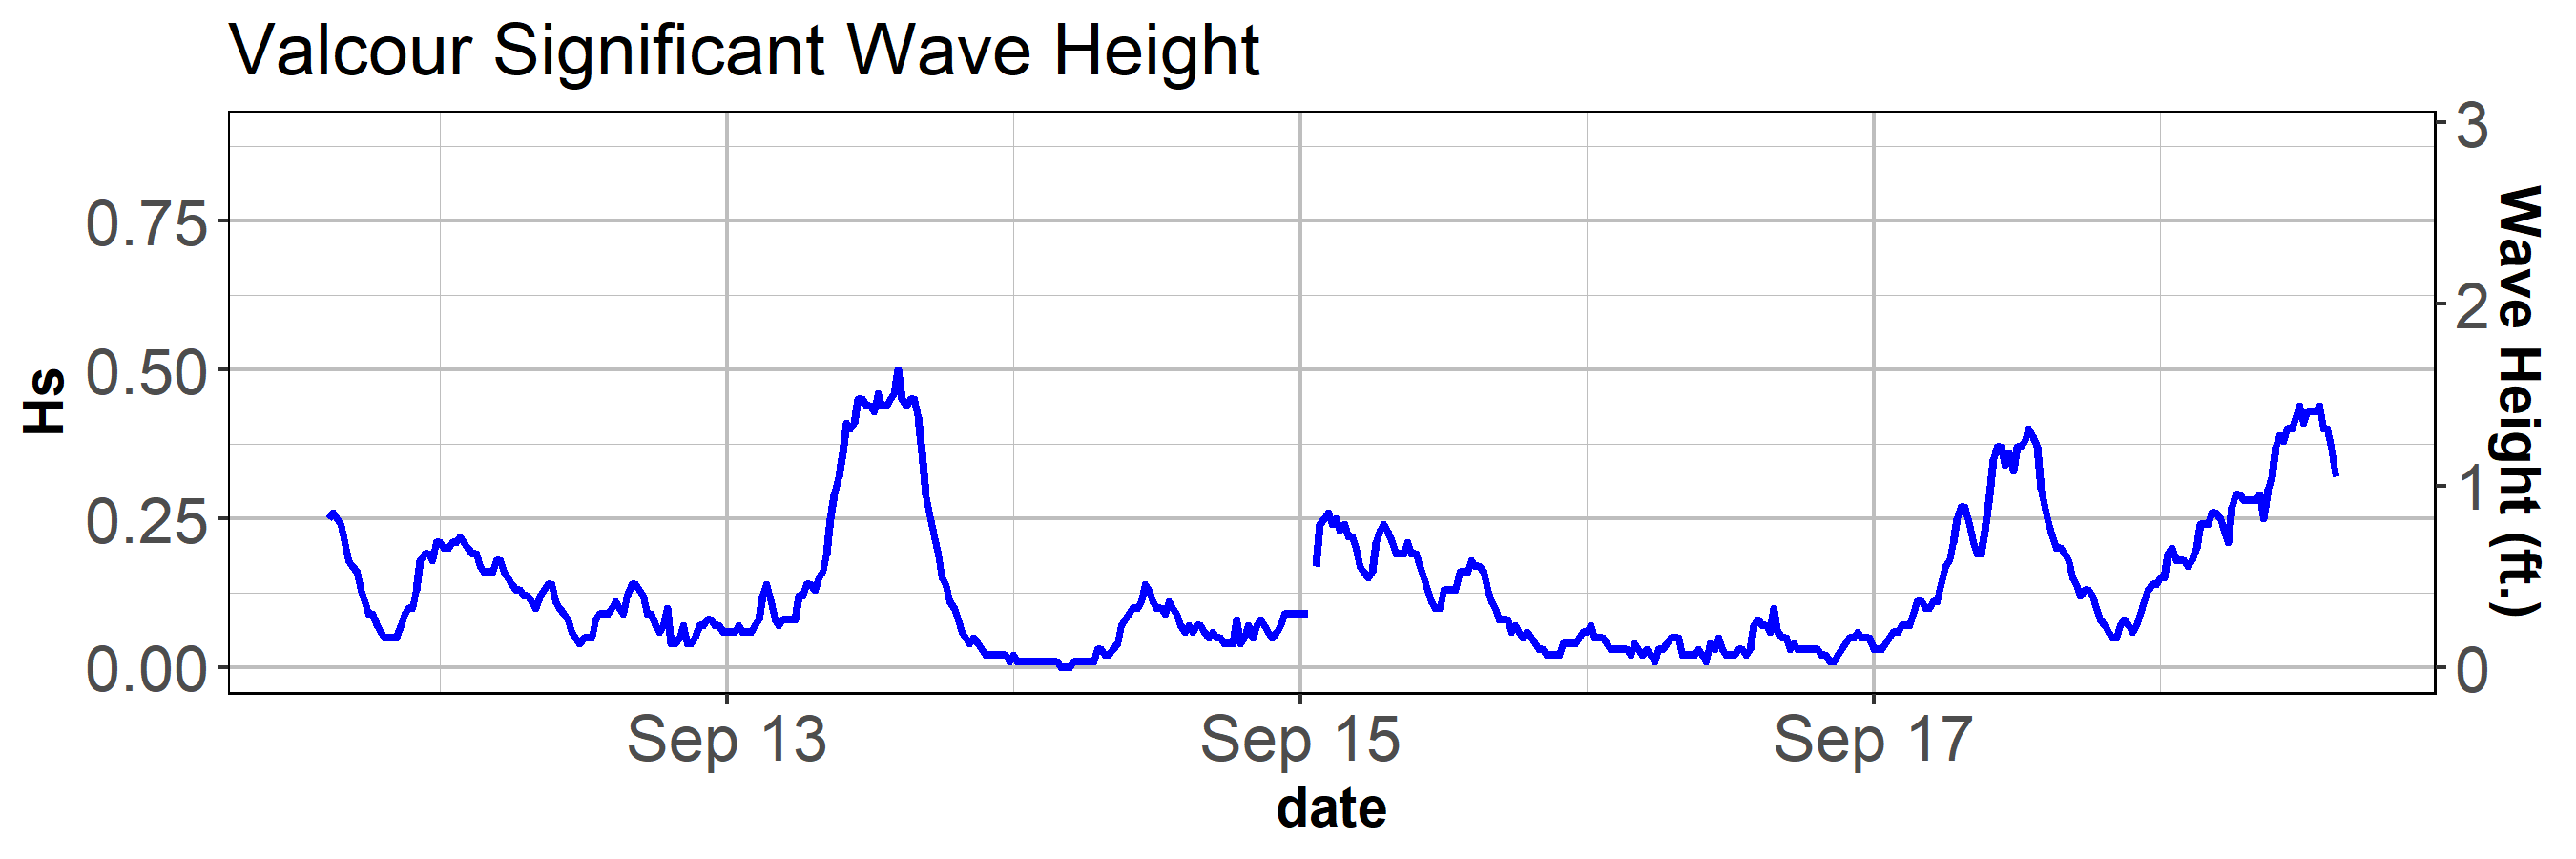 Valcour Significant Wave Height
Hs
0.75
0.50
0.25
0.00
3
2
1
0
Wave Height (ft.)
Sep 13
Sep 15
Sep 17
date